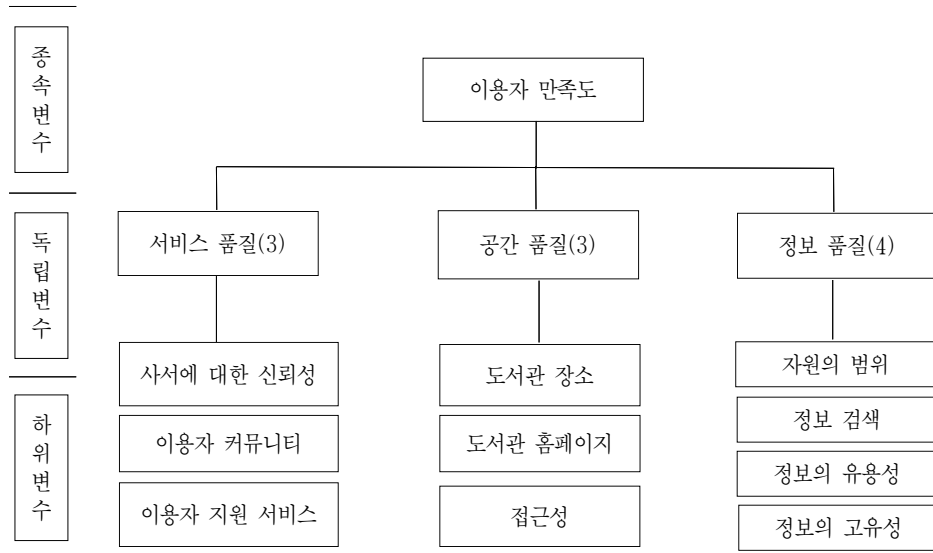 종속변수
이용자 만족도
독립변수
서비스 품질(3)
공간 품질(3)
정보 품질(4)
하위변수
사서에 대한 신뢰성
이용자 커뮤니티
이용자 지원 서비스
도서관 장소
도서관 홈페이지
접근성
자원의 범위
정보 검색
정보의 유용성
정보의 고유성